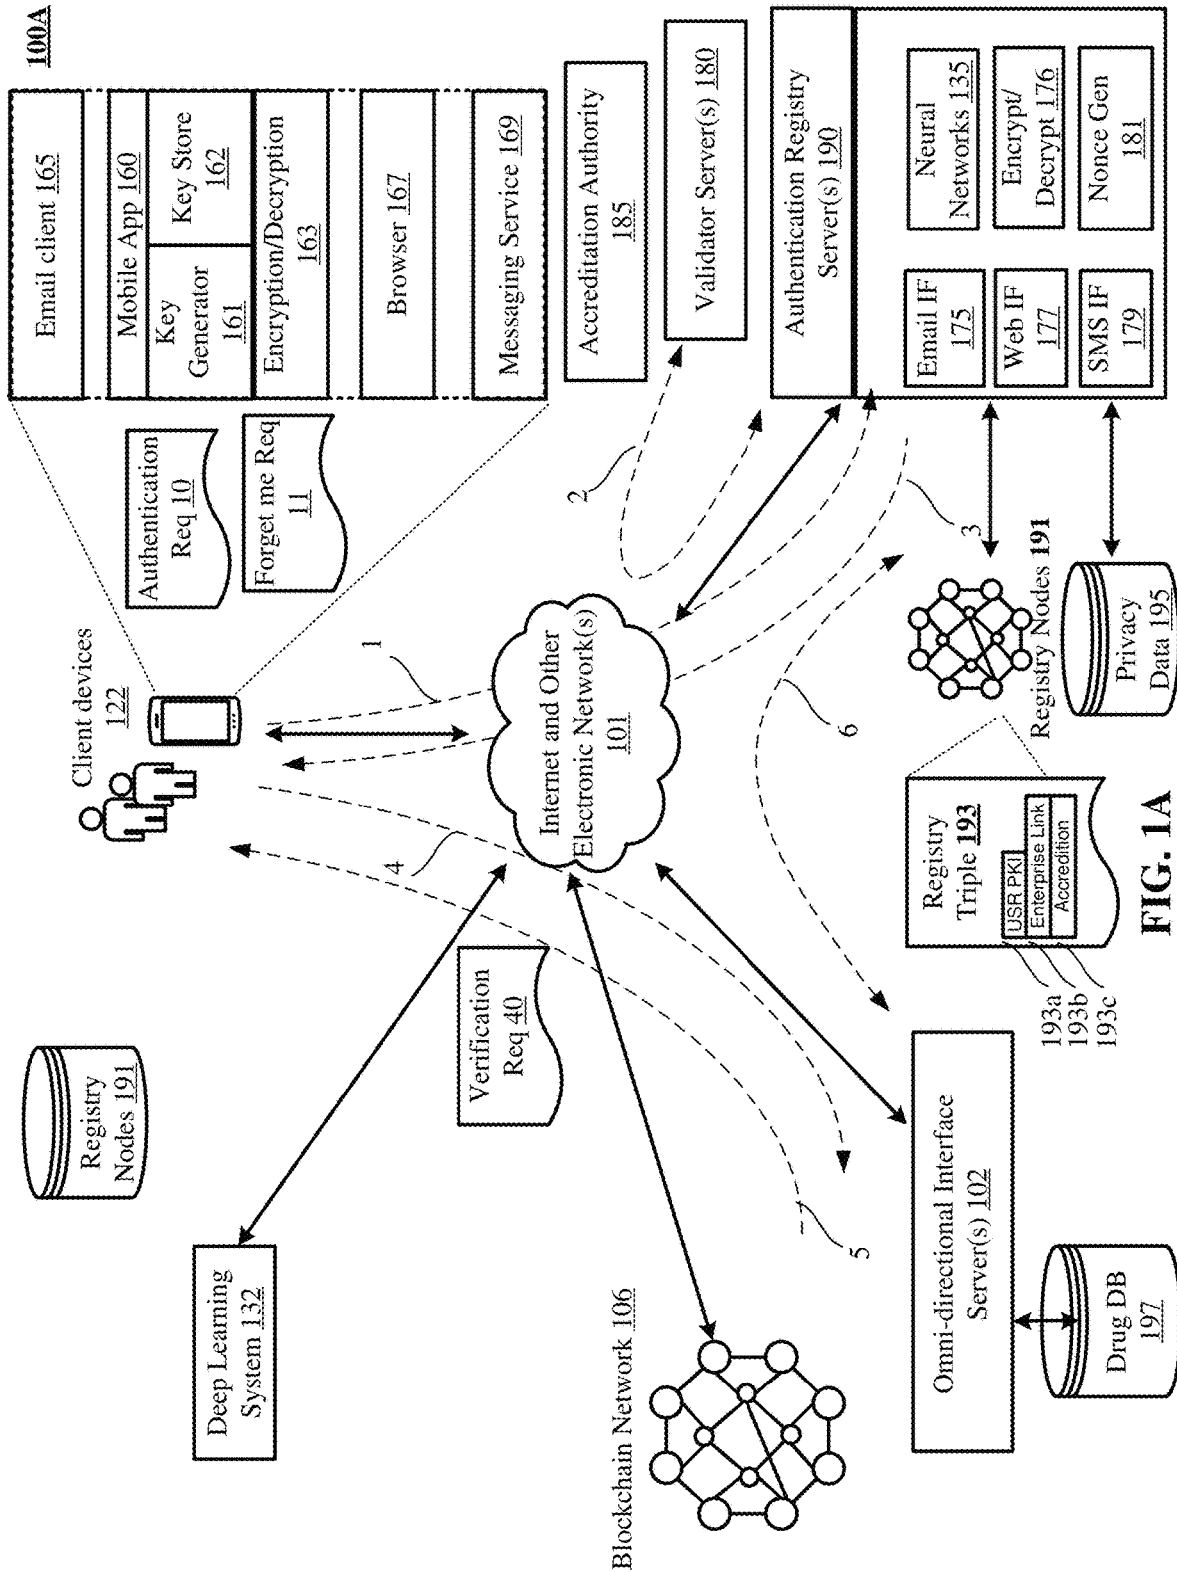 100A
Email client 165
Mobile App 160
Key
Generator
161
Key Store
162
Encryption/Decryption
163
Browser 167
Messaging Service 169
Client devices
122
Authentication
Req 10
Forget me Req
11
Accreditation Authority
185
Validator Server(s) 180
Authentication Registry
Server(s) 190
Email IF
175
Neural
Networks 135
Web IF
177
Encrypt/
Decrypt 176
SMS IF
179
Nonce Gen
181
Registry
Nodes 191
Deep Learning
System 132
Verification
Req 40
Internet and Other
Electronic Network(s)
101
1
2
3
4
5
6
Blockchain Network 106
Omni-directional Interface
Server(s) 102
Drug DB
197
Registry
Triple 193
USR PKI
Enterprise Link
Accredition
193a
193b
193c
Registry Nodes 191
Privacy
Data 195
FIG. 1A